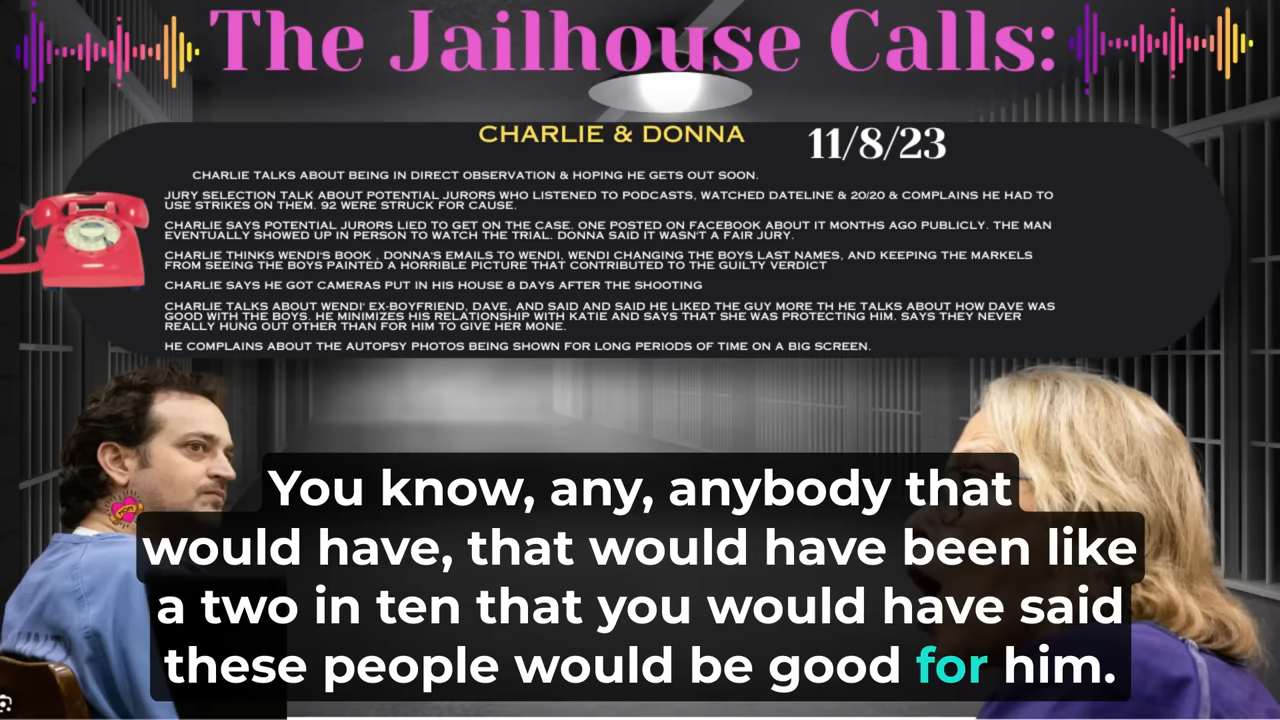 The Jailhouse Calls:
CHARLIE & DONNA
11/8/23
CHARLIE TALKS ABOUT BEING IN DIRECT OBSERVATION & HOPING HE GETS OUT SOON.
JURY SELECTION TALK ABOUT POTENTIAL JURORS WHO LISTENED TO PODCASTS, WATCHED DATELINE & 20/20 & COMPLAINS HE HAD TO
USE STRIKES ON THEM. 92 WERE STRUCK FOR CAUSE.
CHARLIE SAYS POTENTIAL JURORS LIED TO GET ON THE CASE. ONE POSTED ON FACEBOOK ABOUT IT MONTHS AGO PUBLICLY. THE MAN
EVENTUALLY SHOWED UP IN PERSON TO WATCH THE TRIAL. DONNA SAID IT WASN'T A FAIR JURY.
CHARLIE THINKS WENDI'S BOOK , DONNA'S EMAILS TO WENDI, WENDI CHANGING THE BOYS LAST NAMES, AND KEEPING THE MARKELS
FROM SEEING THE BOYS PAINTED A HORRIBLE PICTURE THAT CONTRIBUTED TO THE GUILTY VERDICT
CHARLIE SAYS HE GOT CAMERAS PUT IN HIS HOUSE 8 DAYS AFTER THE SHOOTING
CHARLIE TALKS ABOUT WENDI' EX-BOYFRIEND, DAVE, AND SAID AND SAID HE LIKED THE GUY MORE TH HE TALKS ABOUT HOW DAVE WAS
GOOD WITH THE BOYS. HE MINIMIZES HIS RELATIONSHIP WITH KATIE AND SAYS THAT SHE WAS PROTECTING HIM. SAYS THEY NEVER
REALLY HUNG OUT OTHER THAN FOR HIM TO GIVE HER MONE.
HE COMPLAINS ABOUT THE AUTOPSY PHOTOS BEING SHOWN FOR LONG PERIODS OF TIME ON A BIG SCREEN.
MOM
You know, any, anybody that
would have, that would have been like
a two in ten that you would have said
these people would be good for him.